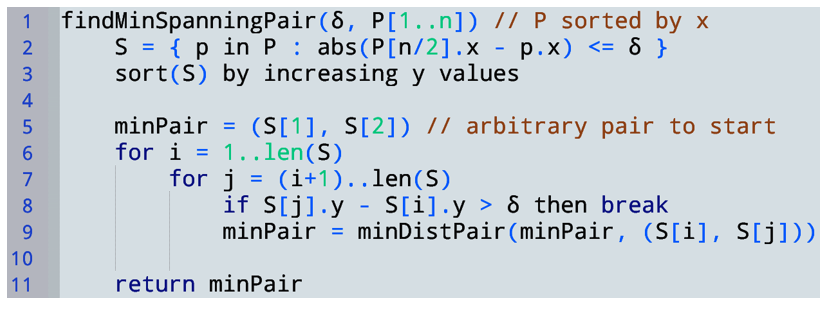 1 findMinSpanningPair(δ, P[1..n]) // P sorted by x
2 S = { p in P : abs(P[n/2].x - p.x) <= δ }
3 sort(S) by increasing y values
4
5 minPair = (S[1], S[2]) // arbitrary pair to start
6 for i = 1..len(S)
7 for j = (i+1)..len(S)
8 if S[j].y - S[i].y > δ then break
9 minPair = minDistPair(minPair, (S[i], S[j]))
10
11 return minPair